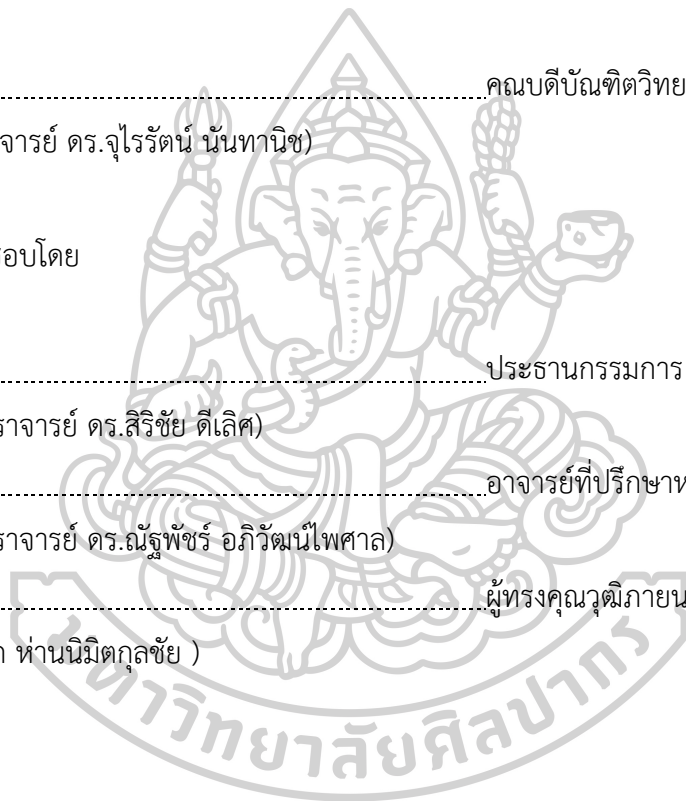 คณบดีบัณฑิตวิทย
จารย์ ดร.จุไรรัตน์ นันทานิช)
อบโดย
ประธานกรรมการ
ราจารย์ ดร.สิริชัย ดีเลิศ)
อาจารย์ที่ปรึกษาห
ราจารย์ ดร.ณัฐพัชร์ อภิวัฒน์ไพศาล)
ผู้ทรงคุณวุฒิภายน
ห่านนิมิตกุลชัย )
มหาวิทยาลัยศิลปากร